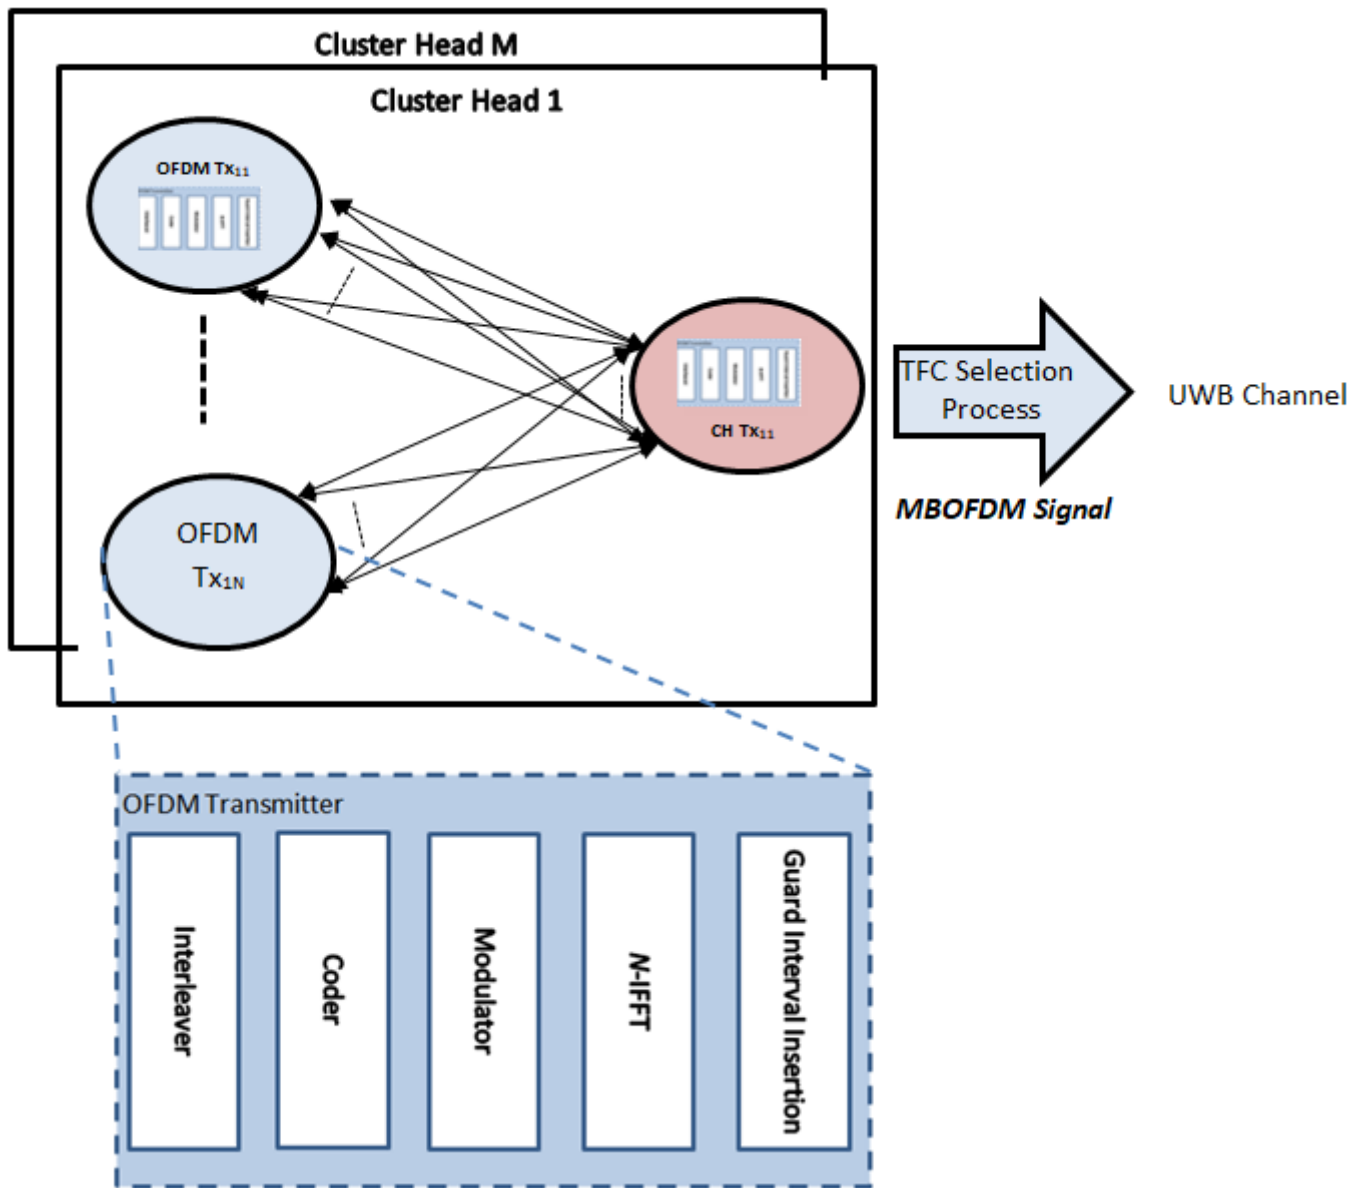 Cluster Head M
Cluster Head 1
OFDM Tx₁₁
CH Tx₁₁
TFC Selection
Process
UWB Channel
MBOFDM Signal
OFDM
Tx₁N
OFDM Transmitter
Interleaver
Coder
Modulator
N-IFFT
Guard Interval Insertion